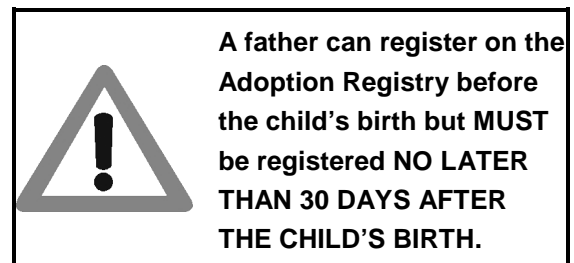 A father can register on the
Adoption Registry before
the child's birth but MUST
be registered NO LATER
THAN 30 DAYS AFTER
THE CHILD'S BIRTH.